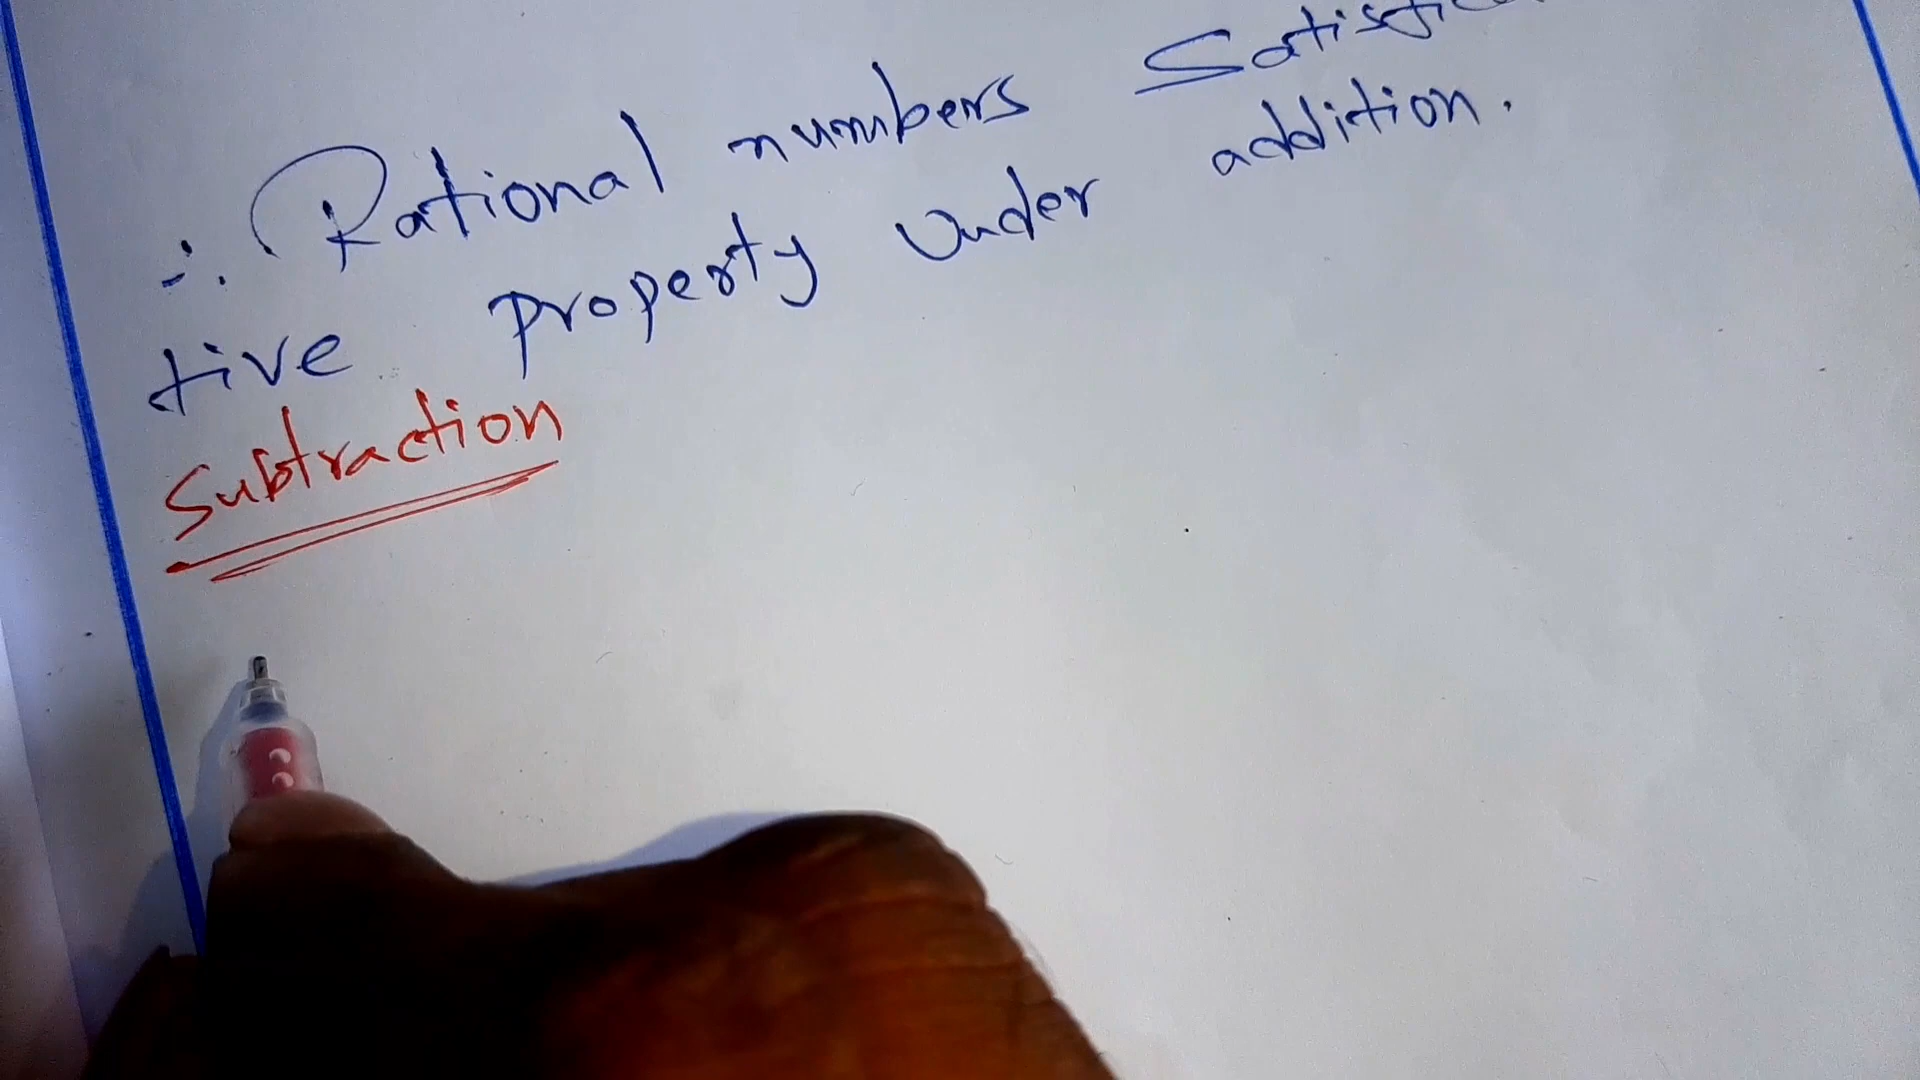 ∴ Rational numbers
tive property under addition.
Subtraction